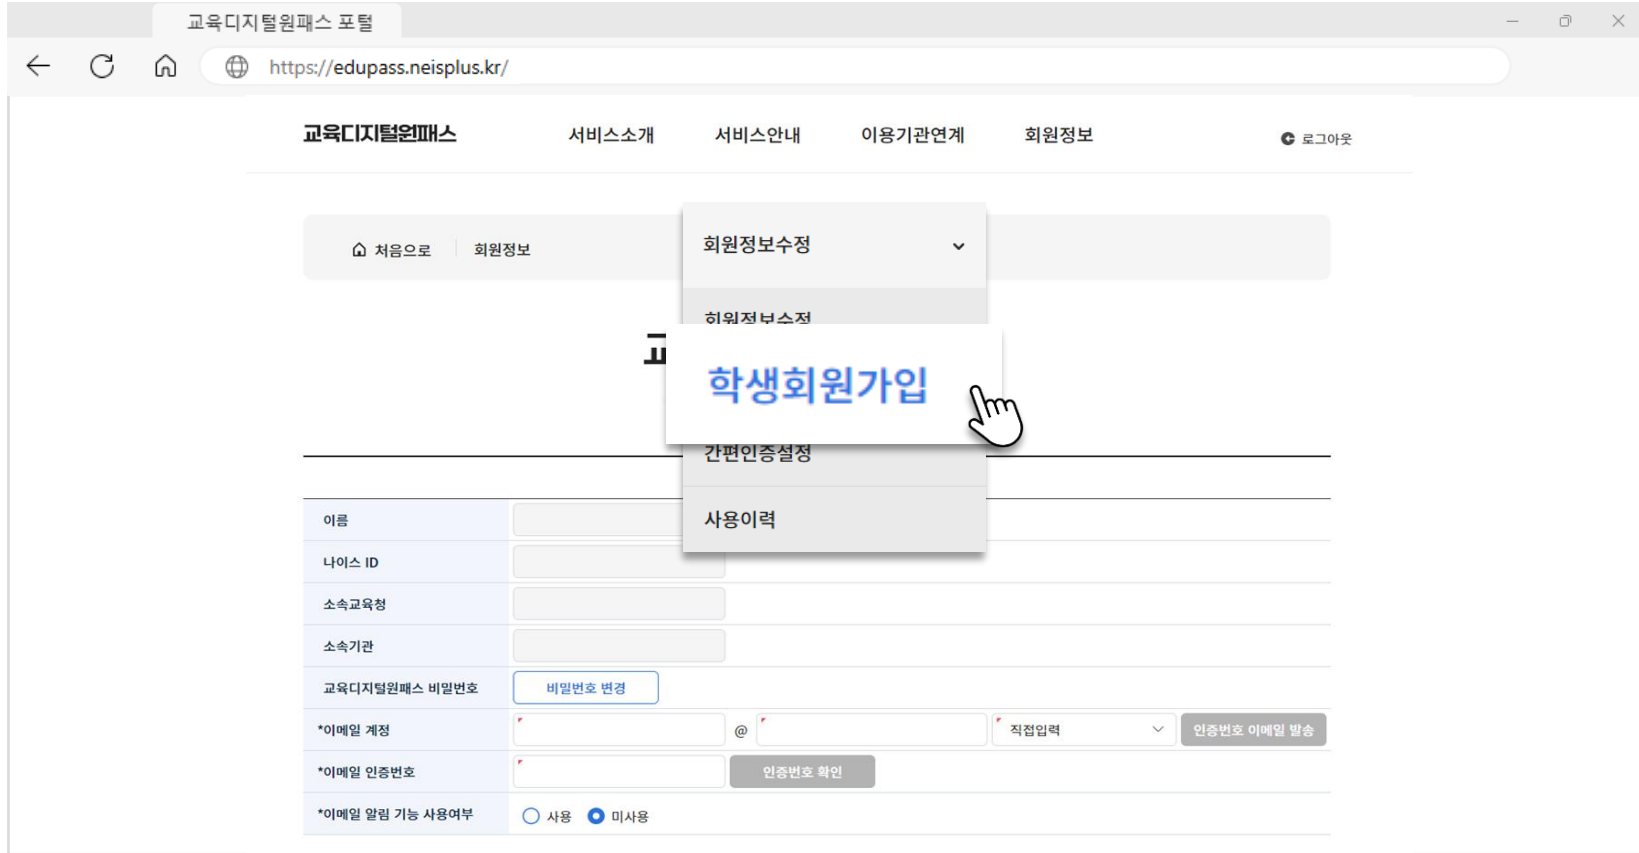 교육디지털원패스 포털
https://edupass.neisplus.kr/
교육디지털원패스 서비스소개 서비스안내 이용기관연계 회원정보 로그아웃
처음으로 회원정보 회원정보수정
회원정보수정
학생회원가입
간편인증설정
사용이력
이름
나이스 ID
소속교육청
소속기관
교육디지털원패스 비밀번호 비밀번호 변경
*이메일 계정 @ 직접입력 인증번호 이메일 발송
*이메일 인증번호 인증번호 확인
*이메일 알림 기능 사용여부 사용 미사용